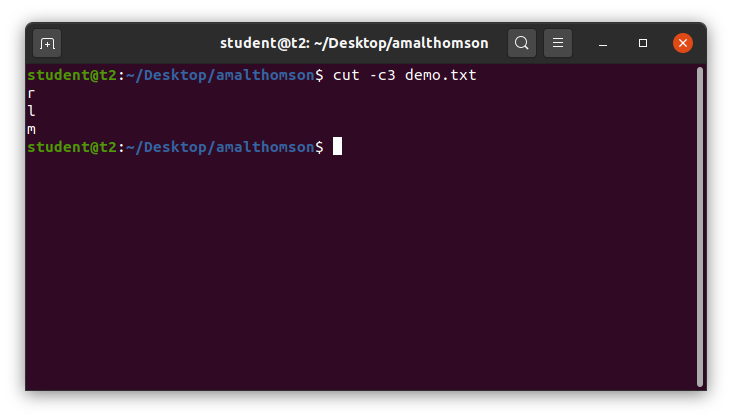 student@t2: ~/Desktop/amalthomson
student@t2:~/Desktop/amalthomson$ cut -c3 demo.txt
r
l
m
student@t2:~/Desktop/amalthomson$